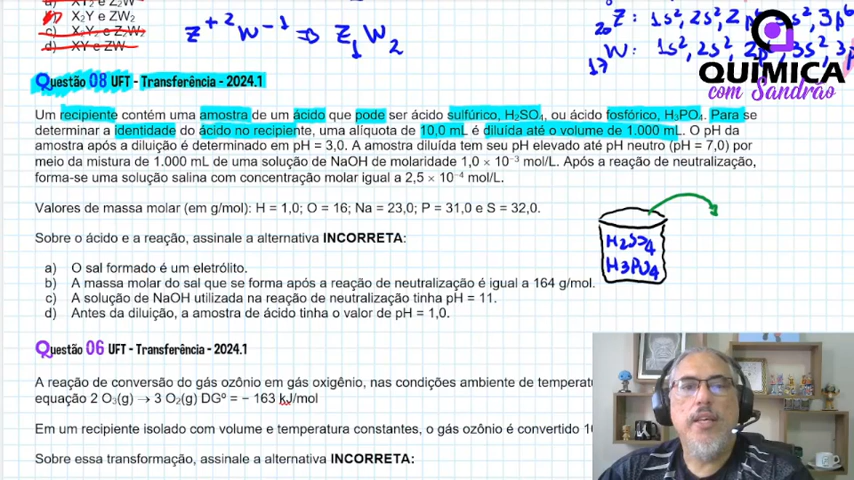 a)
b) X₂Y e ZW₂
c) X₂Y₂ e Z₂W₂
d) XY e ZW
Z⁺² W⁻¹ ⇒ Z₁W₂
₂₀Z: 1s², 2s², 2p⁶, 3s², 3p⁶
₁₇W: 1s², 2s², 2p⁶, 3s², 3p
QUÍMICA
com Sandrão
Questão 08 UFT - Transferência - 2024.1
Um recipiente contém uma amostra de um ácido que pode ser ácido sulfúrico, H₂SO₄, ou ácido fosfórico, H₃PO₄. Para se
determinar a identidade do ácido no recipiente, uma alíquota de 10,0 mL é diluída até o volume de 1.000 mL. O pH da
amostra após a diluição é determinado em pH = 3,0. A amostra diluída tem seu pH elevado até pH neutro (pH = 7,0) por
meio da mistura de 1.000 mL de uma solução de NaOH de molaridade 1,0 × 10⁻³ mol/L. Após a reação de neutralização,
forma-se uma solução salina com concentração molar igual a 2,5 × 10⁻⁴ mol/L.
Valores de massa molar (em g/mol): H = 1,0; O = 16; Na = 23,0; P = 31,0 e S = 32,0.
Sobre o ácido e a reação, assinale a alternativa INCORRETA:
a) O sal formado é um eletrólito.
b) A massa molar do sal que se forma após a reação de neutralização é igual a 164 g/mol.
c) A solução de NaOH utilizada na reação de neutralização tinha pH = 11.
d) Antes da diluição, a amostra de ácido tinha o valor de pH = 1,0.
H₂SO₄
H₃PO₄
Questão 06 UFT - Transferência - 2024.1
A reação de conversão do gás ozônio em gás oxigênio, nas condições ambiente de temperat
equação 2 O₃(g) → 3 O₂(g) DGº = − 163 kJ/mol
Em um recipiente isolado com volume e temperatura constantes, o gás ozônio é convertido
Sobre essa transformação, assinale a alternativa INCORRETA: